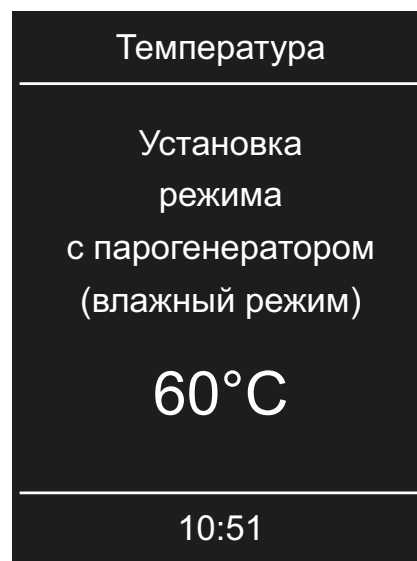 Температура
Установка
режима
с парогенератором
(влажный режим)
60°C
10:51